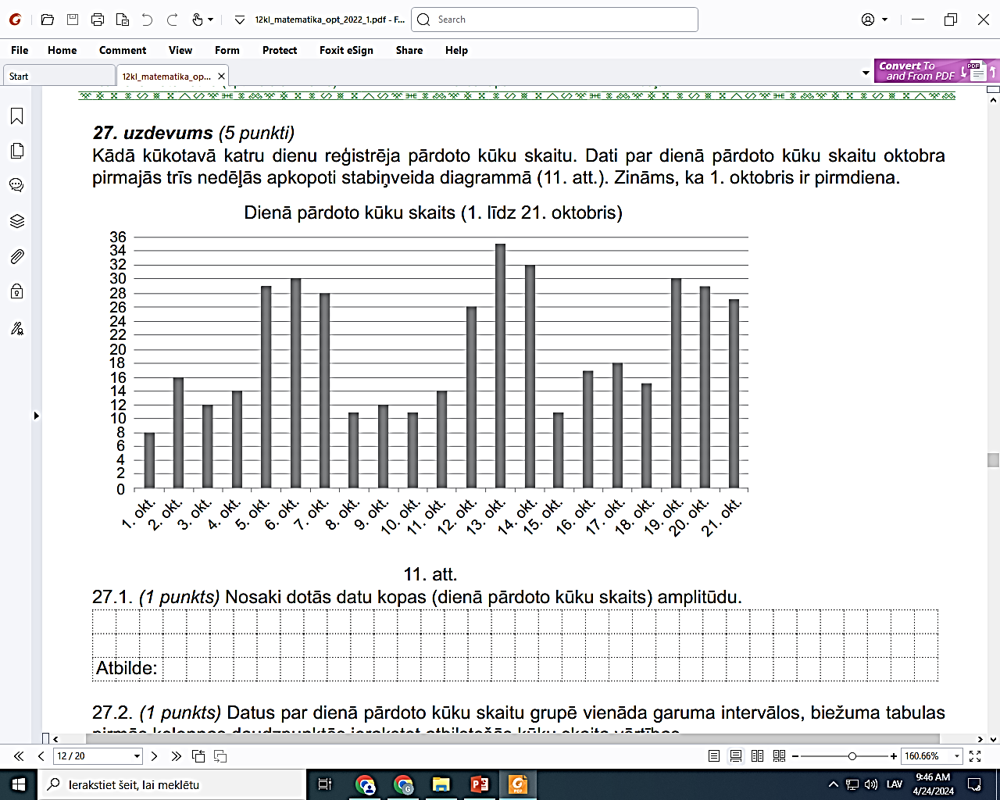 12kl_matematika_opt_2022_1.pdf - F...
Search
File Home Comment View Form Protect Foxit eSign Share Help
Start
12kl_matematika_op...
Convert To
and From PDF
PDF
27. uzdevums (5 punkti)
Kādā kūkotavā katru dienu reģistrēja pārdoto kūku skaitu. Dati par dienā pārdoto kūku skaitu oktobra
pirmajās trīs nedēļās apkopoti stabiņveida diagrammā (11. att.). Zināms, ka 1. oktobris ir pirmdiena.
Dienā pārdoto kūku skaits (1. līdz 21. oktobris)
36
34
32
30
28
26
24
22
20
18
16
14
12
10
8
6
4
2
0
1. okt. 2. okt. 3. okt. 4. okt. 5. okt. 6. okt. 7. okt. 8. okt. 9. okt. 10. okt. 11. okt. 12. okt. 13. okt. 14. okt. 15. okt. 16. okt. 17. okt. 18. okt. 19. okt. 20. okt. 21. okt.
11. att.
27.1. (1 punkts) Nosaki dotās datu kopas (dienā pārdoto kūku skaits) amplitūdu.
Atbilde:
27.2. (1 punkts) Datus par dienā pārdoto kūku skaitu grupē vienāda garuma intervālos, biežuma tabulas
12 / 20
160.66%
Ierakstiet šeit, lai meklētu
LAV
9:46 AM
4/24/2024